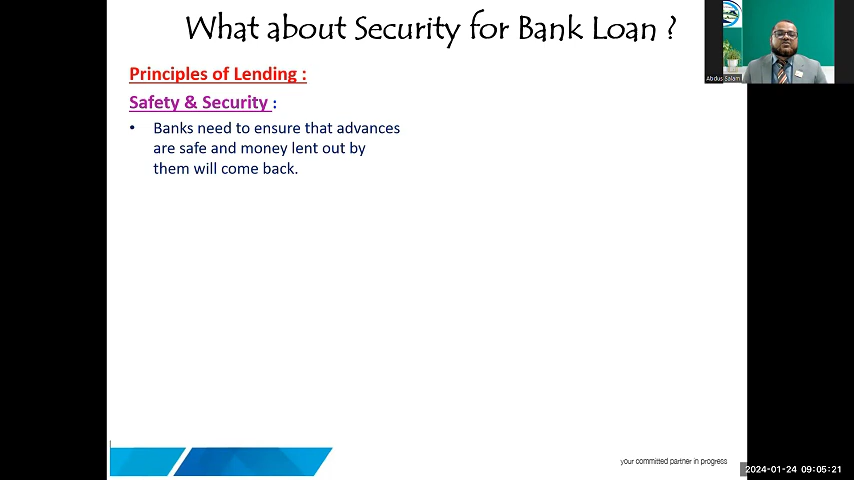 What about Security for Bank Loan ?
Abdus Salam
Principles of Lending :
Safety & Security :
• Banks need to ensure that advances
are safe and money lent out by
them will come back.
your committed partner in progress
2024-01-24 09:05:21